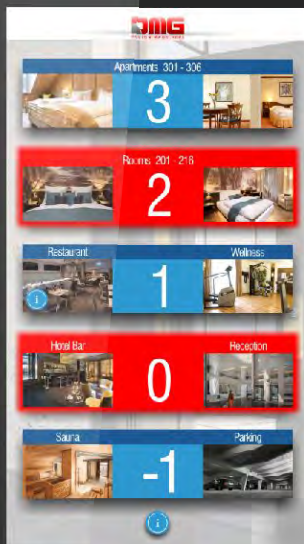 DMG
Apartments 301 - 306
3
Rooms 201 - 216
2
Restaurant Wellness
1
i
Hotel Bar Reception
0
Sauna Parking
-1
i